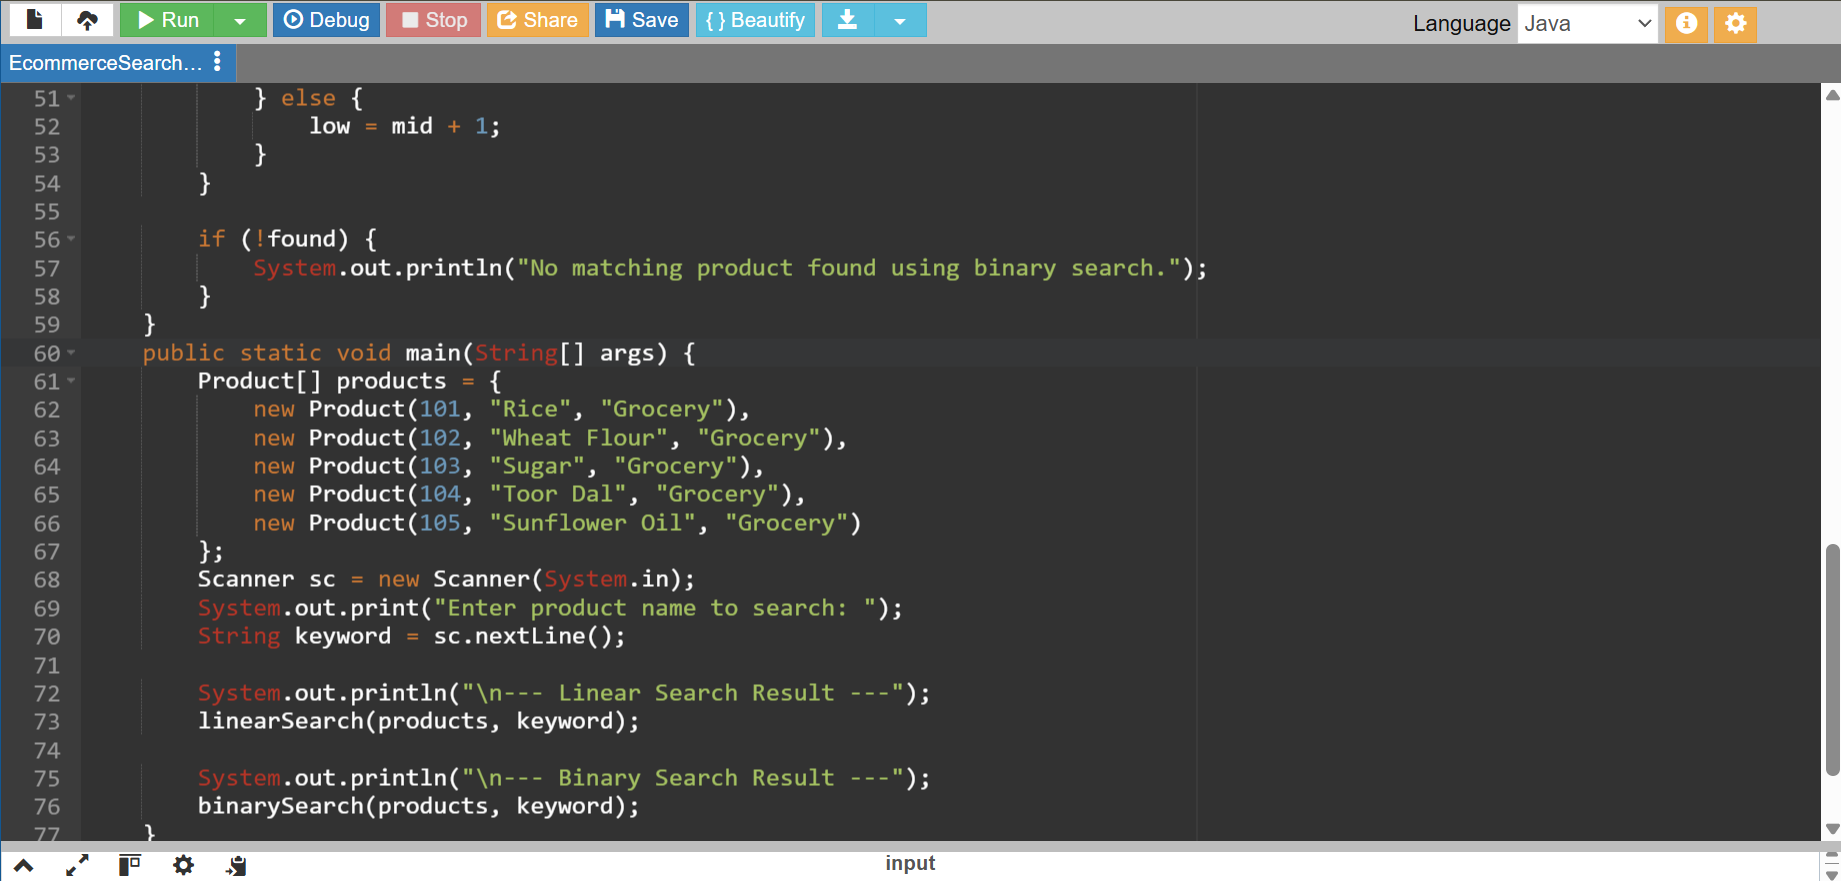 Run Debug Stop Share Save { } Beautify Language Java
EcommerceSearch...
51 } else {
52 low = mid + 1;
53 }
54 }
55
56 if (!found) {
57 System.out.println("No matching product found using binary search.");
58 }
59 }
60 public static void main(String[] args) {
61 Product[] products = {
62 new Product(101, "Rice", "Grocery"),
63 new Product(102, "Wheat Flour", "Grocery"),
64 new Product(103, "Sugar", "Grocery"),
65 new Product(104, "Toor Dal", "Grocery"),
66 new Product(105, "Sunflower Oil", "Grocery")
67 };
68 Scanner sc = new Scanner(System.in);
69 System.out.print("Enter product name to search: ");
70 String keyword = sc.nextLine();
71
72 System.out.println("\n--- Linear Search Result ---");
73 linearSearch(products, keyword);
74
75 System.out.println("\n--- Binary Search Result ---");
76 binarySearch(products, keyword);
77 }
input